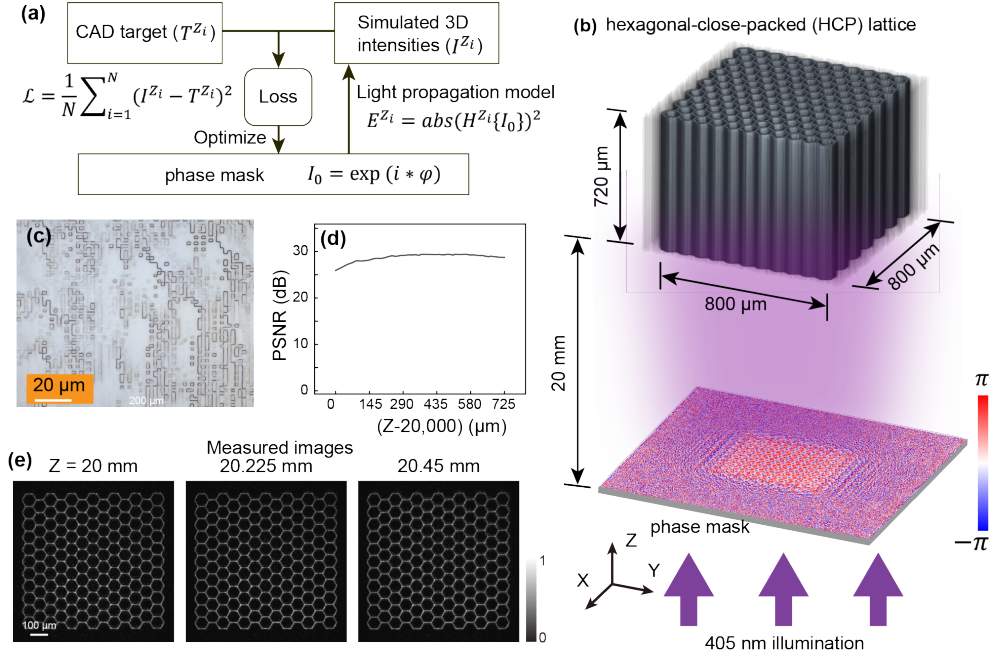 (a)
CAD target (T^{Z_i})
Simulated 3D
intensities (I^{Z_i})
ℒ = 1/N ∑_{i=1}^{N} (I^{Z_i} − T^{Z_i})^2
Loss
Optimize
Light propagation model
E^{Z_i} = abs(H^{Z_i}{I_0})^2
phase mask I_0 = exp (i * φ)
(b) hexagonal-close-packed (HCP) lattice
720 μm
800 μm
800 μm
20 mm
π
−π
phase mask
Z
Y
X
405 nm illumination
(c)
20 μm
200 μm
(d)
PSNR (dB)
30
20
10
0
0 145 290 435 580 725
(Z-20,000) (μm)
(e)
Measured images
Z = 20 mm
20.225 mm
20.45 mm
100 μm
1
0